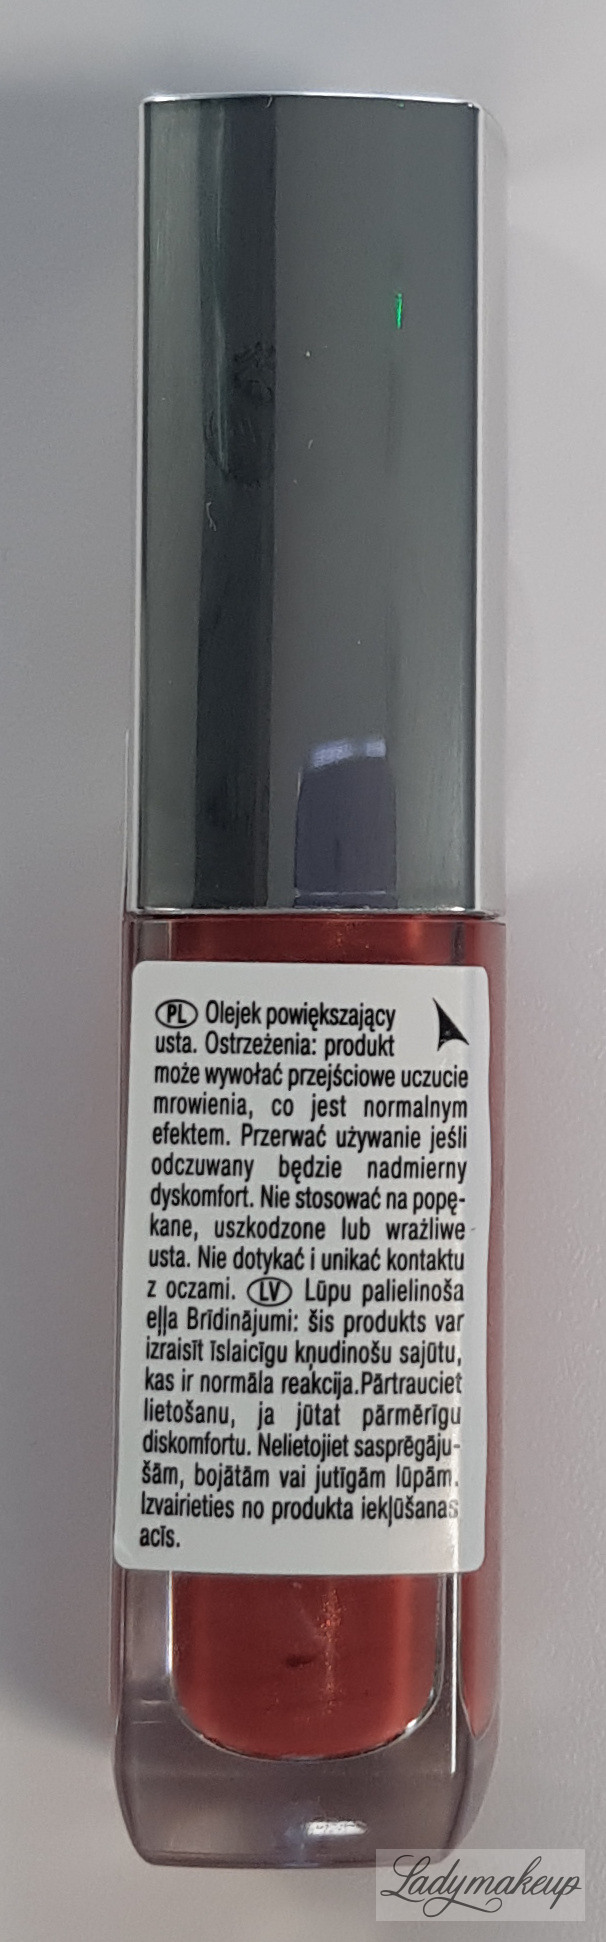 PL Olejek powiększający
usta. Ostrzeżenia: produkt
może wywołać przejściowe uczucie
mrowienia, co jest normalnym
efektem. Przerwać używanie jeśli
odczuwany będzie nadmierny
dyskomfort. Nie stosować na popę-
kane, uszkodzone lub wrażliwe
usta. Nie dotykać i unikać kontaktu
z oczami. LV Lūpu palielinoša
eļļa Brīdinājumi: šis produkts var
izraisīt īslaicīgu kņudinošu sajūtu,
kas ir normāla reakcija.Pārtrauciet
lietošanu, ja jūtat pārmērīgu
diskomfortu. Nelietojiet sasprēgāju-
šām, bojātām vai jutīgām lūpām.
Izvairieties no produkta iekļūšanas
acīs.
Ladymakeup